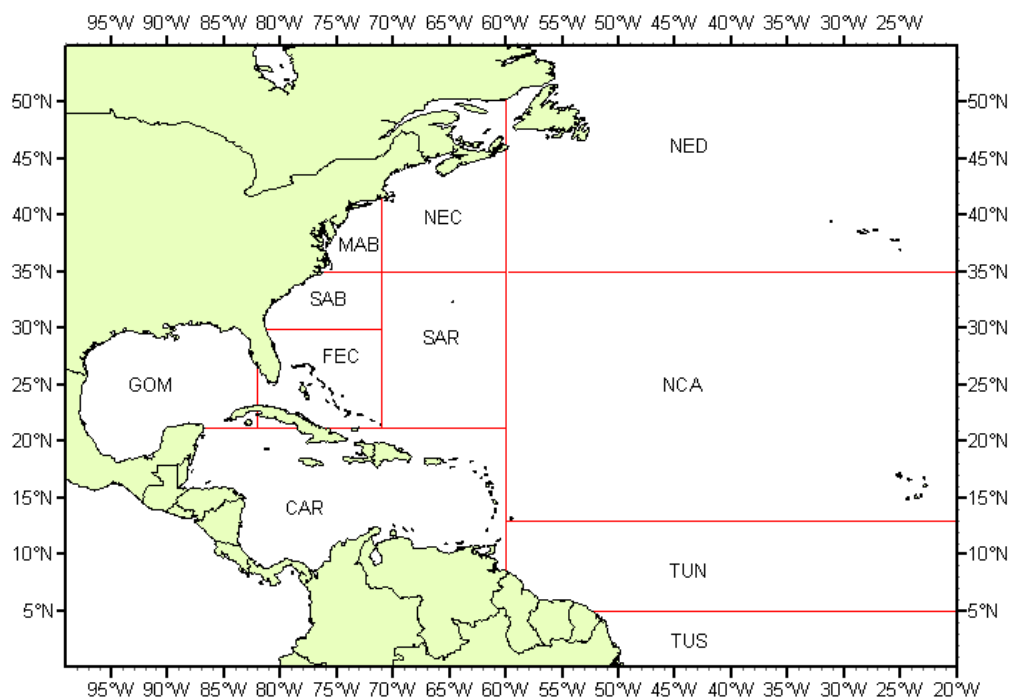 95°W 90°W 85°W 80°W 75°W 70°W 65°W 60°W 55°W 50°W 45°W 40°W 35°W 30°W 25°W
50°N 50°N
NED
45°N 45°N
40°N NEC 40°N
MAB
35°N 35°N
SAB
30°N 30°N
SAR
FEC
25°N GOM NCA 25°N
20°N 20°N
15°N 15°N
CAR
10°N 10°N
TUN
5°N 5°N
TUS
95°W 90°W 85°W 80°W 75°W 70°W 65°W 60°W 55°W 50°W 45°W 40°W 35°W 30°W 25°W 20°W